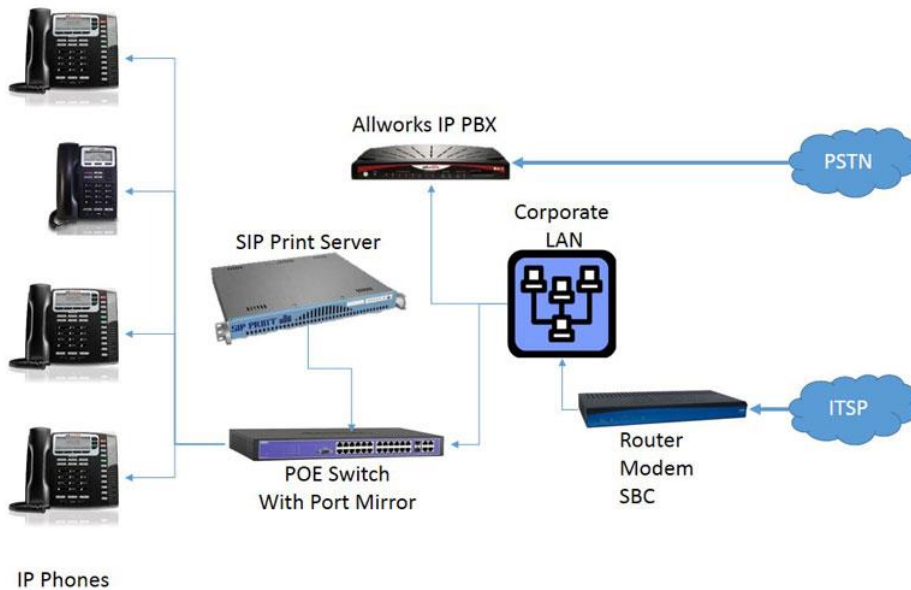 Allworks IP PBX
PSTN
Corporate
LAN
SIP Print Server
SIP PRINT
ITSP
Router
Modem
SBC
POE Switch
With Port Mirror
IP Phones